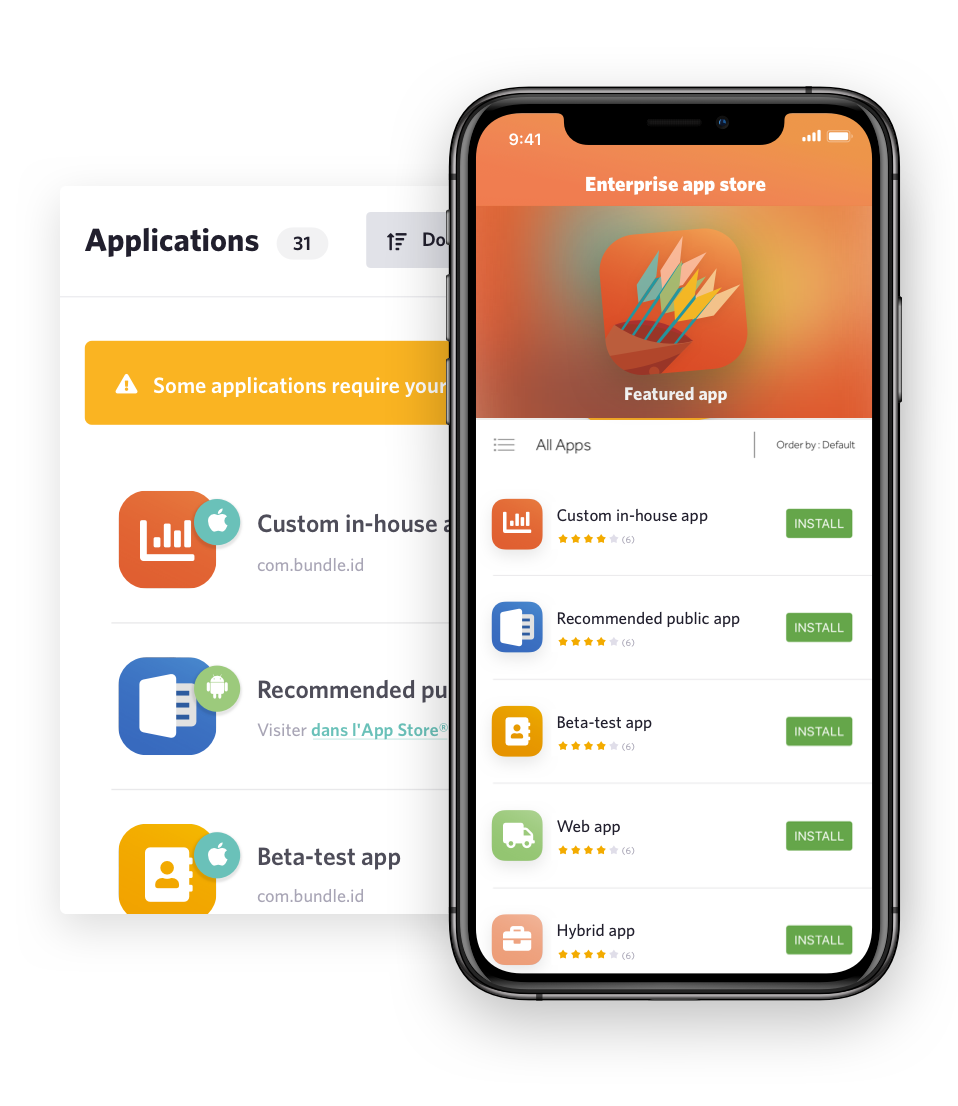 Applications 31
Some applications require your
Custom in-house
com.bundle.id
Recommended
Visiter dans l'App Store®
Beta-test app
com.bundle.id
9:41
Enterprise app store
Featured app
All Apps
Order by : Default
Custom in-house app
(6)
INSTALL
Recommended public app
(6)
INSTALL
Beta-test app
(6)
INSTALL
Web app
(6)
INSTALL
Hybrid app
(6)
INSTALL